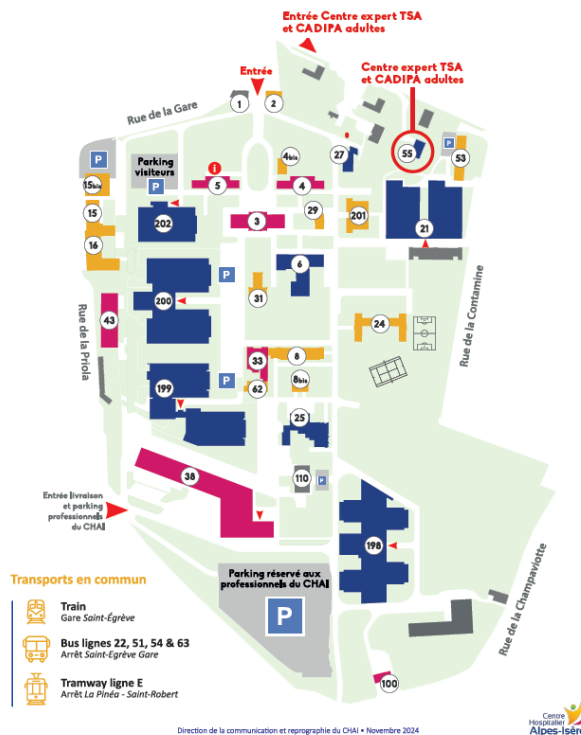 Entrée Centre expert TSA
et CADIPA adultes
Centre expert TSA
et CADIPA adultes
Entrée
Rue de la Gare
1
2
P
Parking
visiteurs
P
i
5
4bis
4
27
55
P
53
15bis
15
16
202
P
3
29
201
21
6
200
P
31
43
Rue de la Priola
24
Rue de la Contamine
33
8
199
P
62
8bis
25
38
110
P
198
Entrée livraison
et parking
professionnels
du CHAI
Parking réservé aux
professionnels du CHAI
P
Rue de la Champaviotte
100
Transports en commun
Train
Gare Saint-Égrève
Bus lignes 22, 51, 54 & 63
Arrêt Saint-Egrève Gare
Tramway ligne E
Arrêt La Pinéa - Saint-Robert
Direction de la communication et reprographie du CHAI • Novembre 2024
Centre
Hospitalier
Alpes-Isère